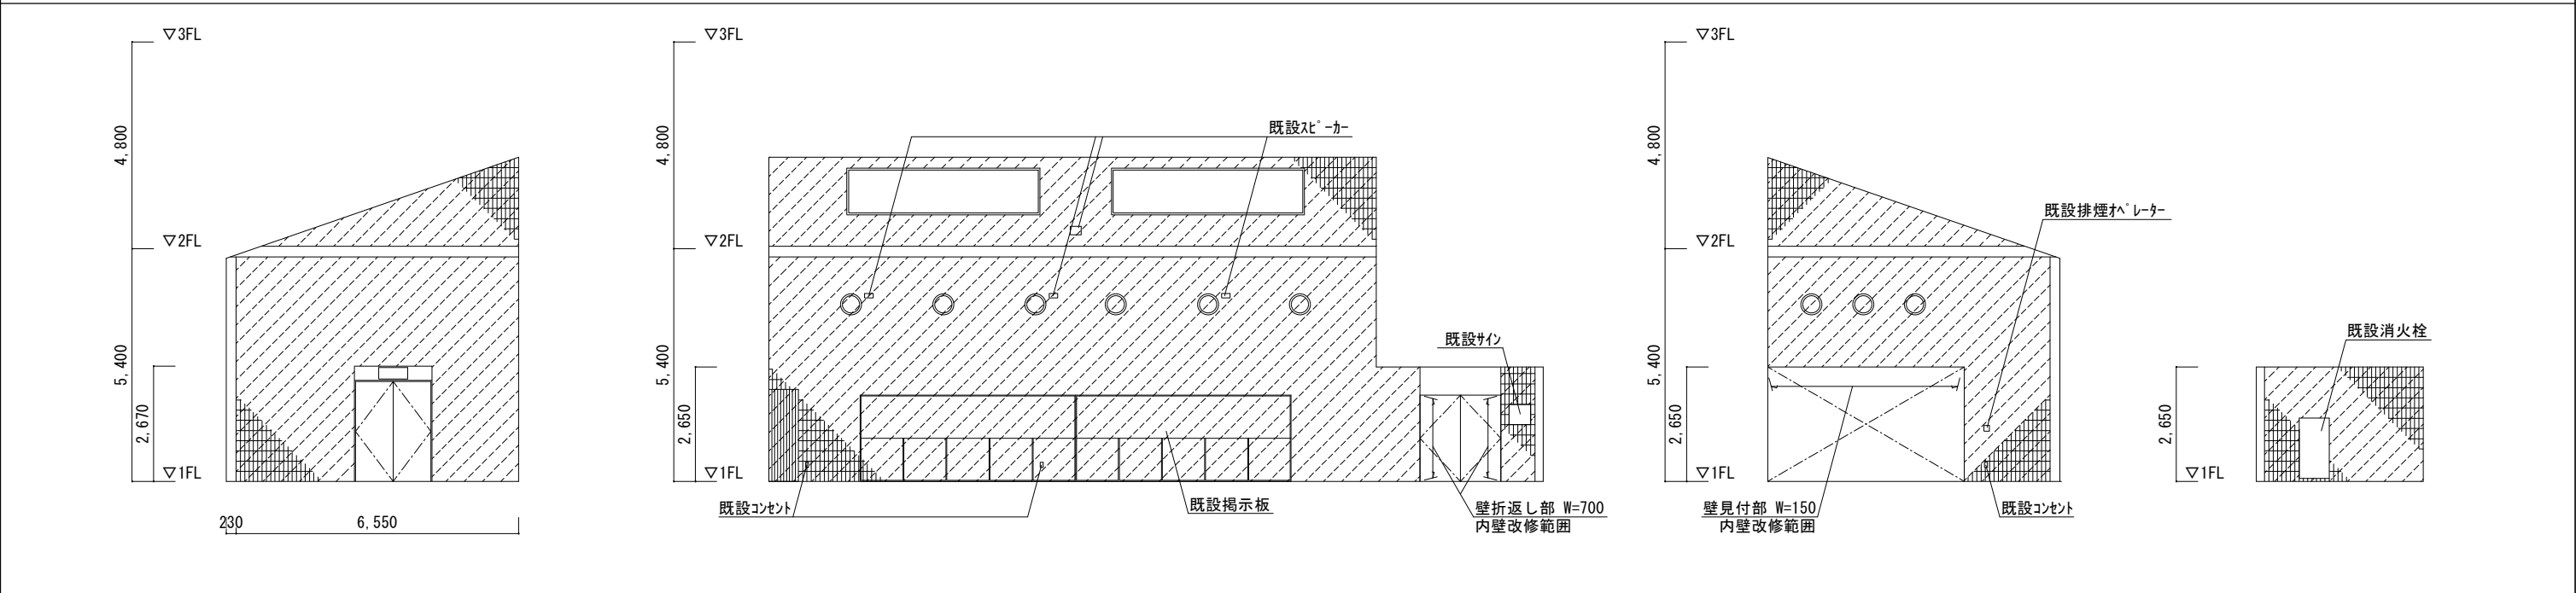 ▽3FL
4,800
▽2FL
5,400
2,670
▽1FL
230
6,550
▽3FL
4,800
既設ｽﾋﾟｰｶｰ
▽2FL
5,400
既設ｻｲﾝ
2,650
▽1FL
既設ｺﾝｾﾝﾄ
既設掲示板
壁折返し部 W=700
内壁改修範囲
▽3FL
4,800
既設排煙ｵﾍﾟﾚｰﾀｰ
▽2FL
5,400
2,650
▽1FL
壁見付部 W=150
内壁改修範囲
既設ｺﾝｾﾝﾄ
既設消火栓
2,650
▽1FL